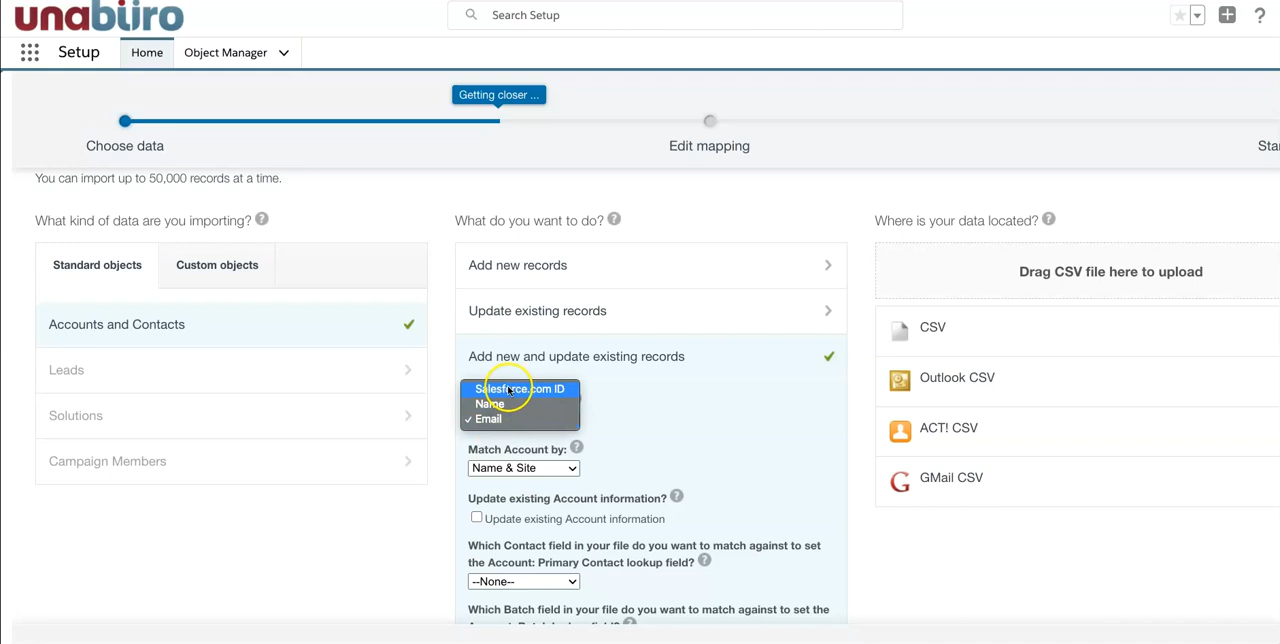 unabüro
Search Setup
?
Setup
Home
Object Manager
Getting closer ...
Choose data
Edit mapping
Star
You can import up to 50,000 records at a time.
What kind of data are you importing? ?
Standard objects
Custom objects
Accounts and Contacts
Leads
Solutions
Campaign Members
What do you want to do? ?
Add new records
Update existing records
Add new and update existing records
Salesforce.com ID
Name
✓ Email
Match Account by: ?
Name & Site
Update existing Account information? ?
Update existing Account information
Which Contact field in your file do you want to match against to set
the Account: Primary Contact lookup field? ?
--None--
Which Batch field in your file do you want to match against to set the
Where is your data located? ?
Drag CSV file here to upload
CSV
Outlook CSV
ACT! CSV
GMail CSV